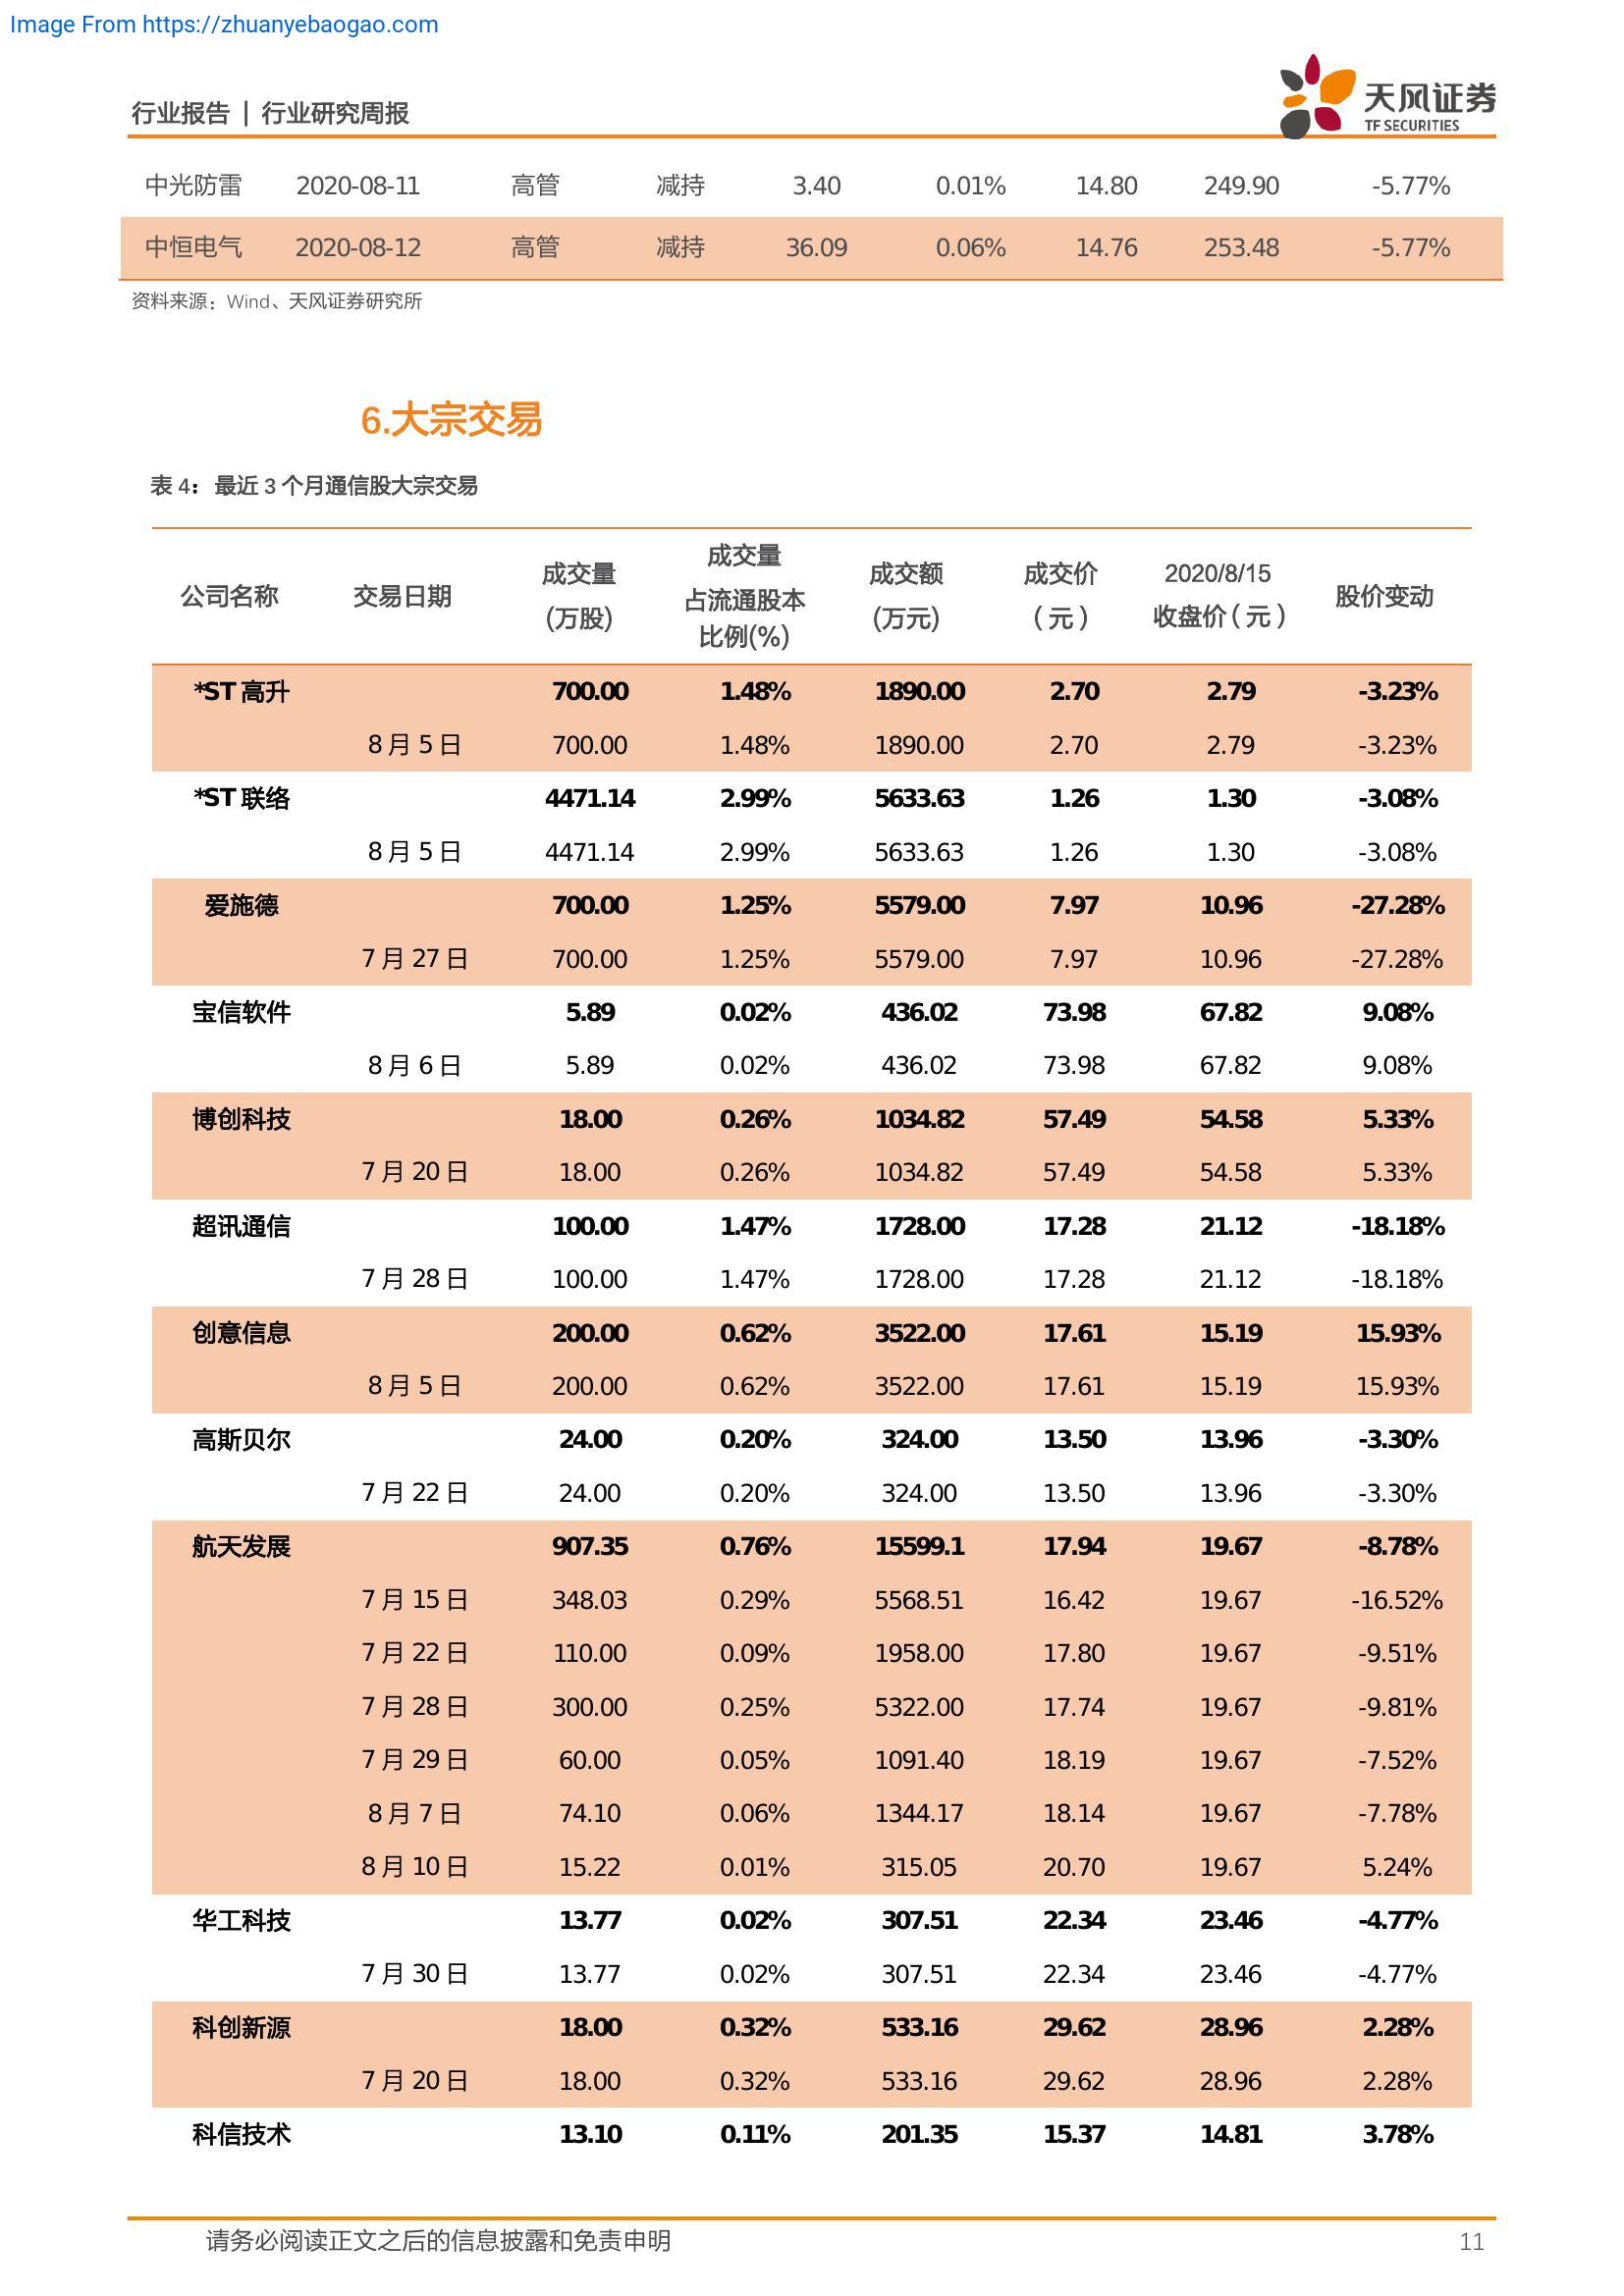 Image From https://zhuanyebaogao.com
行业报告 | 行业研究周报
天风证券
TF SECURITIES
中光防雷 2020-08-11 高管 减持 3.40 0.01% 14.80 249.90 -5.77%
中恒电气 2020-08-12 高管 减持 36.09 0.06% 14.76 253.48 -5.77%
资料来源：Wind、天风证券研究所
6.大宗交易
表 4：最近 3 个月通信股大宗交易
公司名称 交易日期 成交量(万股) 成交量占流通股本比例(%) 成交额(万元) 成交价（元） 2020/8/15收盘价（元） 股价变动
*ST 高升 700.00 1.48% 1890.00 2.70 2.79 -3.23%
8 月 5 日 700.00 1.48% 1890.00 2.70 2.79 -3.23%
*ST 联络 4471.14 2.99% 5633.63 1.26 1.30 -3.08%
8 月 5 日 4471.14 2.99% 5633.63 1.26 1.30 -3.08%
爱施德 700.00 1.25% 5579.00 7.97 10.96 -27.28%
7 月 27 日 700.00 1.25% 5579.00 7.97 10.96 -27.28%
宝信软件 5.89 0.02% 436.02 73.98 67.82 9.08%
8 月 6 日 5.89 0.02% 436.02 73.98 67.82 9.08%
博创科技 18.00 0.26% 1034.82 57.49 54.58 5.33%
7 月 20 日 18.00 0.26% 1034.82 57.49 54.58 5.33%
超讯通信 100.00 1.47% 1728.00 17.28 21.12 -18.18%
7 月 28 日 100.00 1.47% 1728.00 17.28 21.12 -18.18%
创意信息 200.00 0.62% 3522.00 17.61 15.19 15.93%
8 月 5 日 200.00 0.62% 3522.00 17.61 15.19 15.93%
高斯贝尔 24.00 0.20% 324.00 13.50 13.96 -3.30%
7 月 22 日 24.00 0.20% 324.00 13.50 13.96 -3.30%
航天发展 907.35 0.76% 15599.1 17.94 19.67 -8.78%
7 月 15 日 348.03 0.29% 5568.51 16.42 19.67 -16.52%
7 月 22 日 110.00 0.09% 1958.00 17.80 19.67 -9.51%
7 月 28 日 300.00 0.25% 5322.00 17.74 19.67 -9.81%
7 月 29 日 60.00 0.05% 1091.40 18.19 19.67 -7.52%
8 月 7 日 74.10 0.06% 1344.17 18.14 19.67 -7.78%
8 月 10 日 15.22 0.01% 315.05 20.70 19.67 5.24%
华工科技 13.77 0.02% 307.51 22.34 23.46 -4.77%
7 月 30 日 13.77 0.02% 307.51 22.34 23.46 -4.77%
科创新源 18.00 0.32% 533.16 29.62 28.96 2.28%
7 月 20 日 18.00 0.32% 533.16 29.62 28.96 2.28%
科信技术 13.10 0.11% 201.35 15.37 14.81 3.78%
请务必阅读正文之后的信息披露和免责申明 11